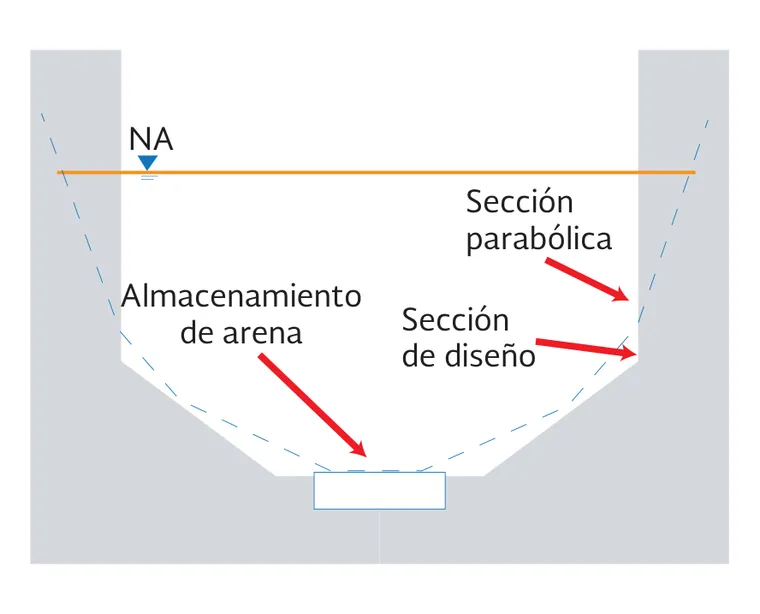 NA
Sección
parabólica
Almacenamiento
de arena
Sección
de diseño